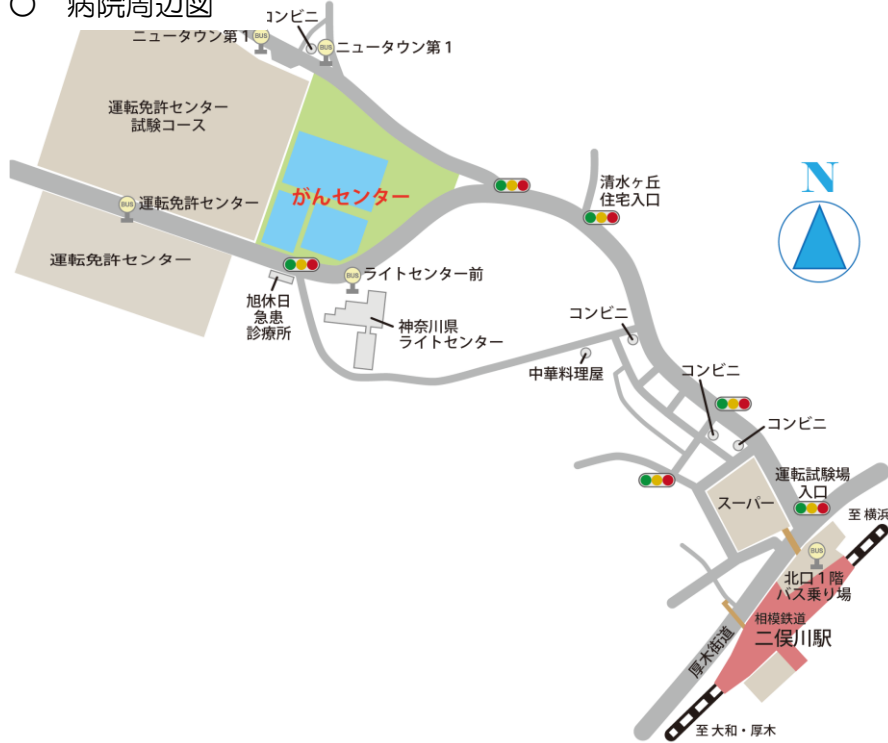 ○ 病院周辺図
コンビニ
ニュータウン第1
BUS
BUS
ニュータウン第1
運転免許センター
試験コース
がんセンター
清水ヶ丘
住宅入口
N
BUS
運転免許センター
運転免許センター
BUS
ライトセンター前
旭休日
急患
診療所
神奈川県
ライトセンター
コンビニ
中華料理屋
コンビニ
コンビニ
運転試験場
入口
スーパー
至 横浜
BUS
北口1階
バス乗り場
相模鉄道
二俣川駅
厚木街道
至 大和・厚木